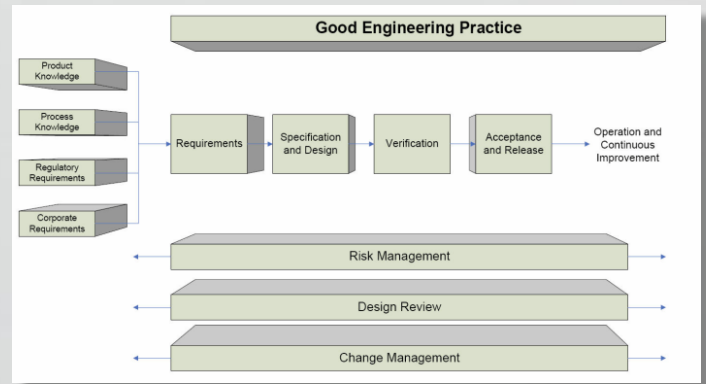 Good Engineering Practice
Product
Knowledge
Process
Knowledge
Regulatory
Requirements
Corporate
Requirements
Requirements
Specification
and Design
Verification
Acceptance
and Release
Operation and
Continuous
Improvement
Risk Management
Design Review
Change Management